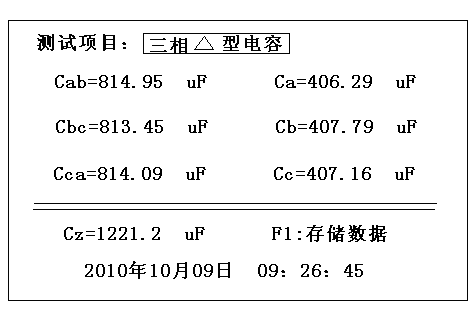 测试项目： 三相△型电容
Cab=814.95 uF Ca=406.29 uF
Cbc=813.45 uF Cb=407.79 uF
Cca=814.09 uF Cc=407.16 uF
Cz=1221.2 uF F1:存储数据
2010年10月09日 09：26：45